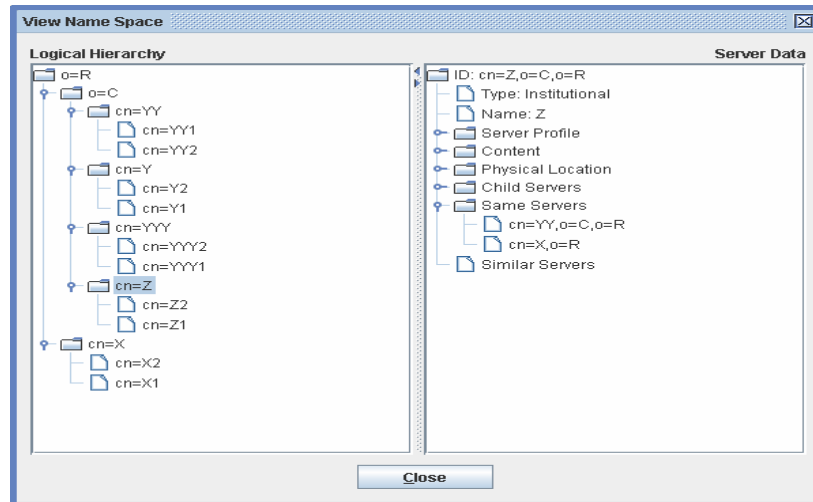 View Name Space
Logical Hierarchy
o=R
o=C
cn=YY
cn=YY1
cn=YY2
cn=Y
cn=Y2
cn=Y1
cn=YYY
cn=YYY2
cn=YYY1
cn=Z
cn=Z2
cn=Z1
cn=X
cn=X2
cn=X1
Server Data
ID: cn=Z,o=C,o=R
Type: Institutional
Name: Z
Server Profile
Content
Physical Location
Child Servers
Same Servers
cn=YY,o=C,o=R
cn=X,o=R
Similar Servers
Close